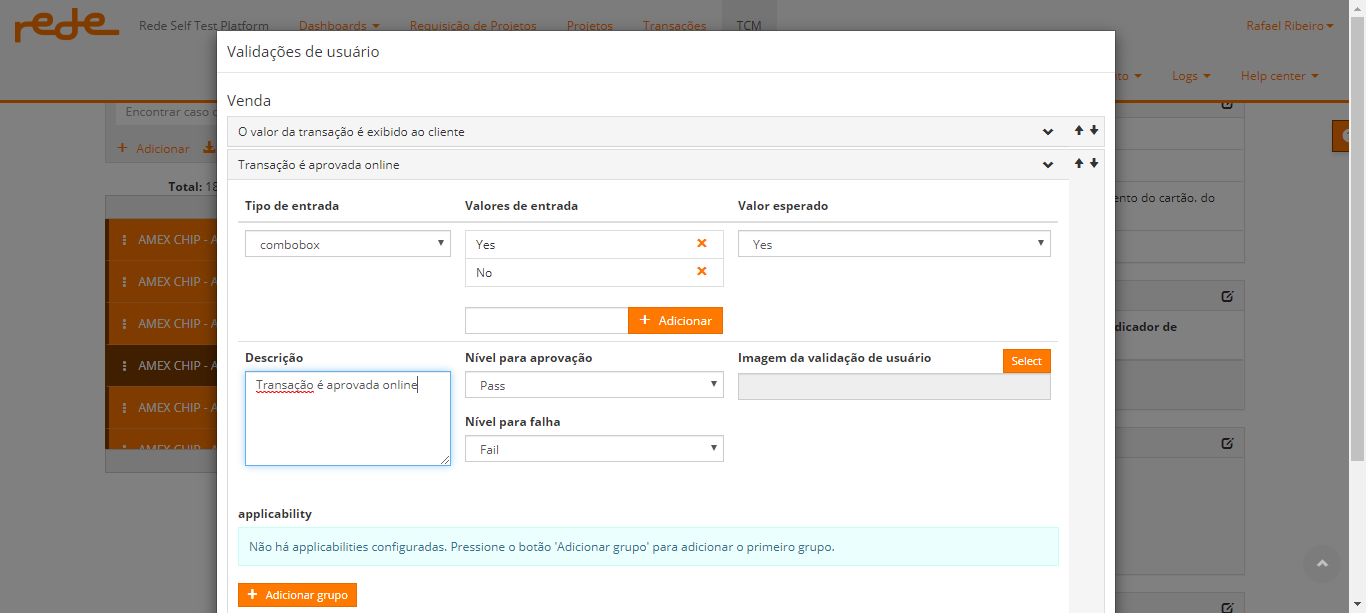 rede Rede Self Test Platform Dashboards Requisição de Projetos Projetos Transações TCM Rafael Ribeiro
Validações de usuário
Logs Help center
Venda
Encontrar caso
O valor da transação é exibido ao cliente
+ Adicionar
Transação é aprovada online
Total: 18
Tipo de entrada Valores de entrada Valor esperado
do cartão. do
AMEX CHIP - A
combobox Yes Yes
No
AMEX CHIP - A
+ Adicionar
AMEX CHIP - A
dicador de
Descrição Nível para aprovação Imagem da validação de usuário Select
AMEX CHIP - A
Transação é aprovada online Pass
AMEX CHIP - A
Nível para falha
Fail
AMEX CHIP - A
applicability
Não há applicabilities configuradas. Pressione o botão 'Adicionar grupo' para adicionar o primeiro grupo.
+ Adicionar grupo